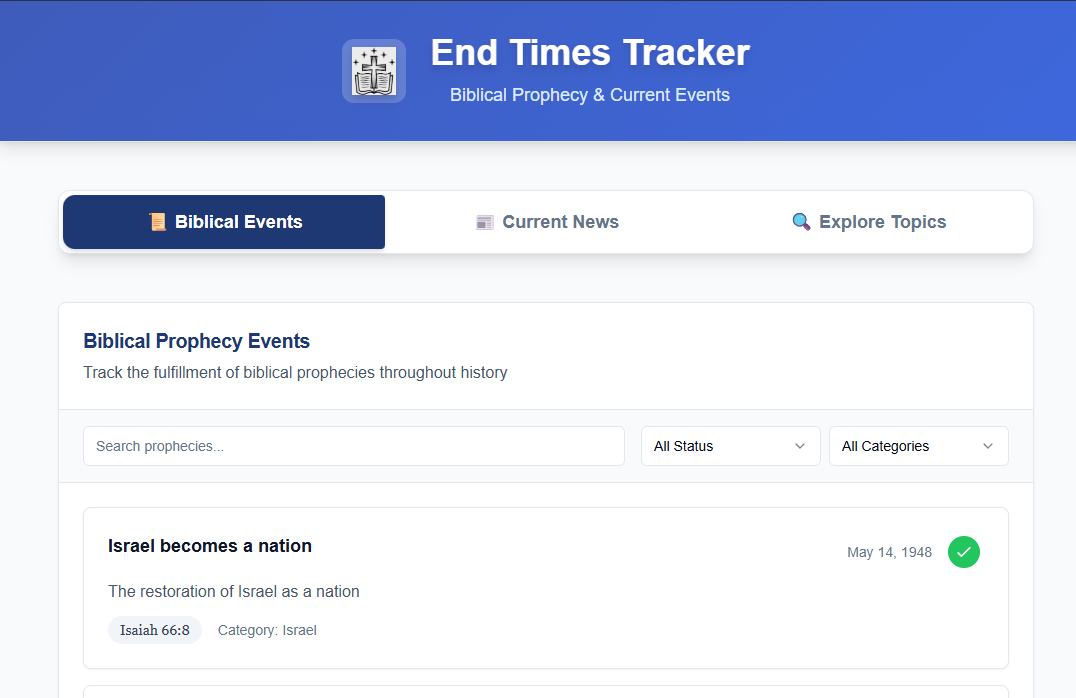 End Times Tracker
Biblical Prophecy & Current Events
Biblical Events
Current News
Explore Topics
Biblical Prophecy Events
Track the fulfillment of biblical prophecies throughout history
Search prophecies...
All Status
All Categories
Israel becomes a nation
May 14, 1948
The restoration of Israel as a nation
Isaiah 66:8
Category: Israel